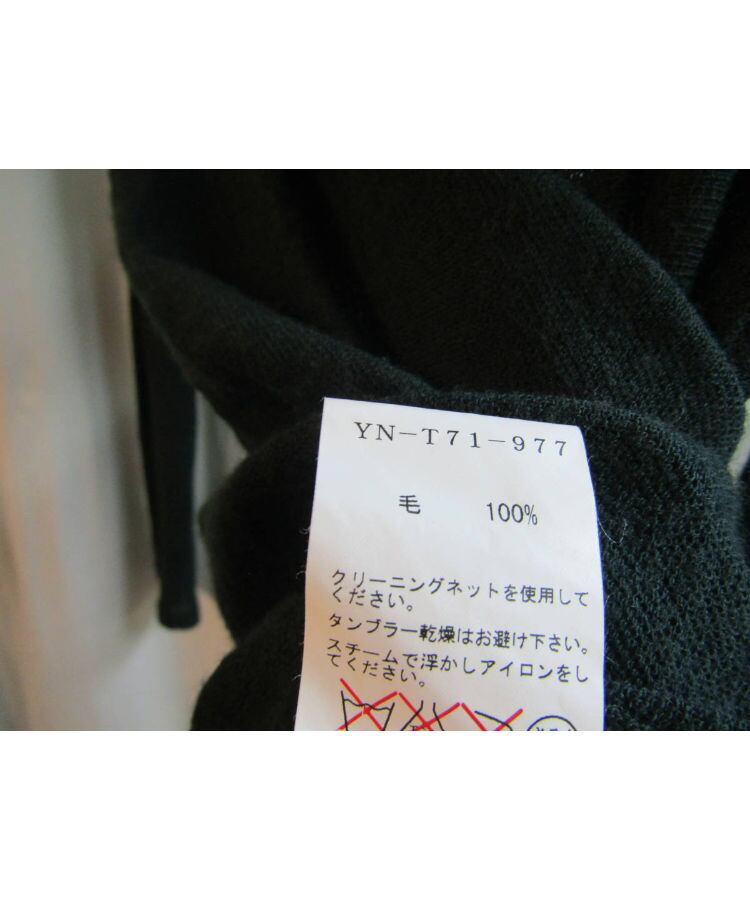 YN−T71−977
毛 100%
クリーニングネットを使用して
ください。
タンブラー乾燥はお避け下さい。
スチームで浮かしアイロンをし
てください。